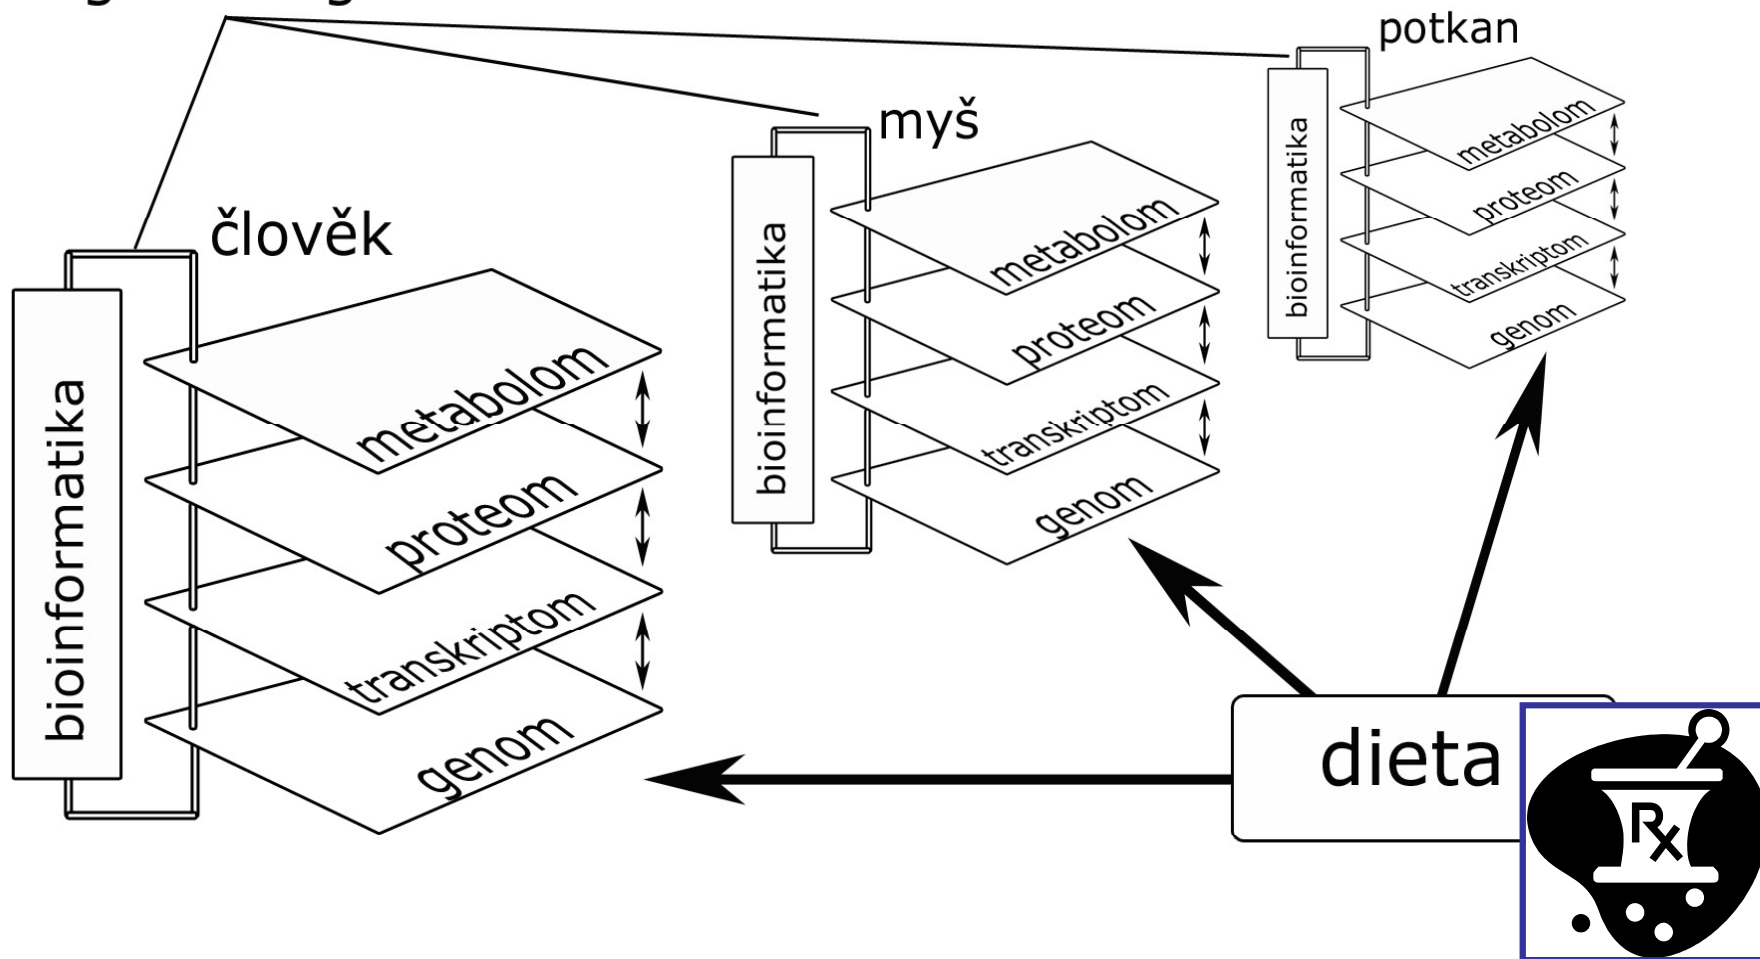 potkan
bioinformatika
metabolom
proteom
transkriptom
genom
myš
bioinformatika
metabolom
proteom
transkriptom
genom
člověk
bioinformatika
metabolom
proteom
transkriptom
genom
dieta
Rx